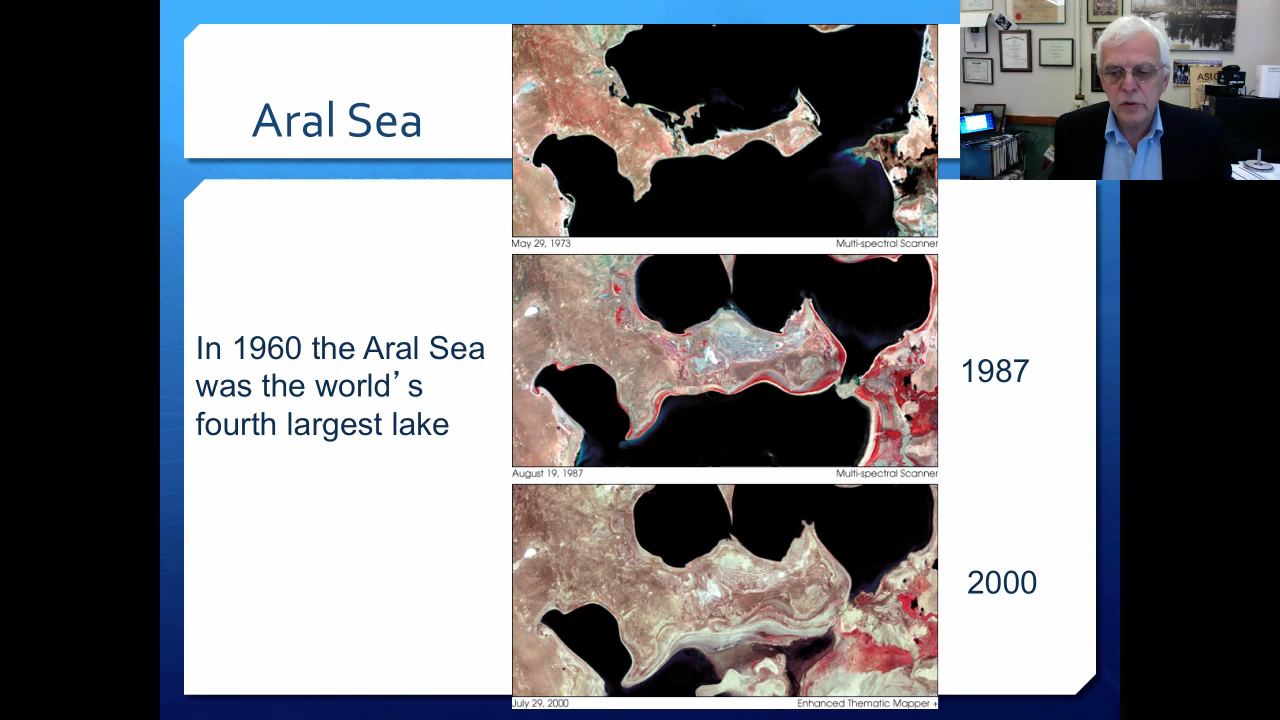 Aral Sea
May 29, 1973 Multi-spectral Scanner
In 1960 the Aral Sea
was the world’s
fourth largest lake
1987
August 19, 1987 Multi-spectral Scanner
2000
July 29, 2000 Enhanced Thematic Mapper +